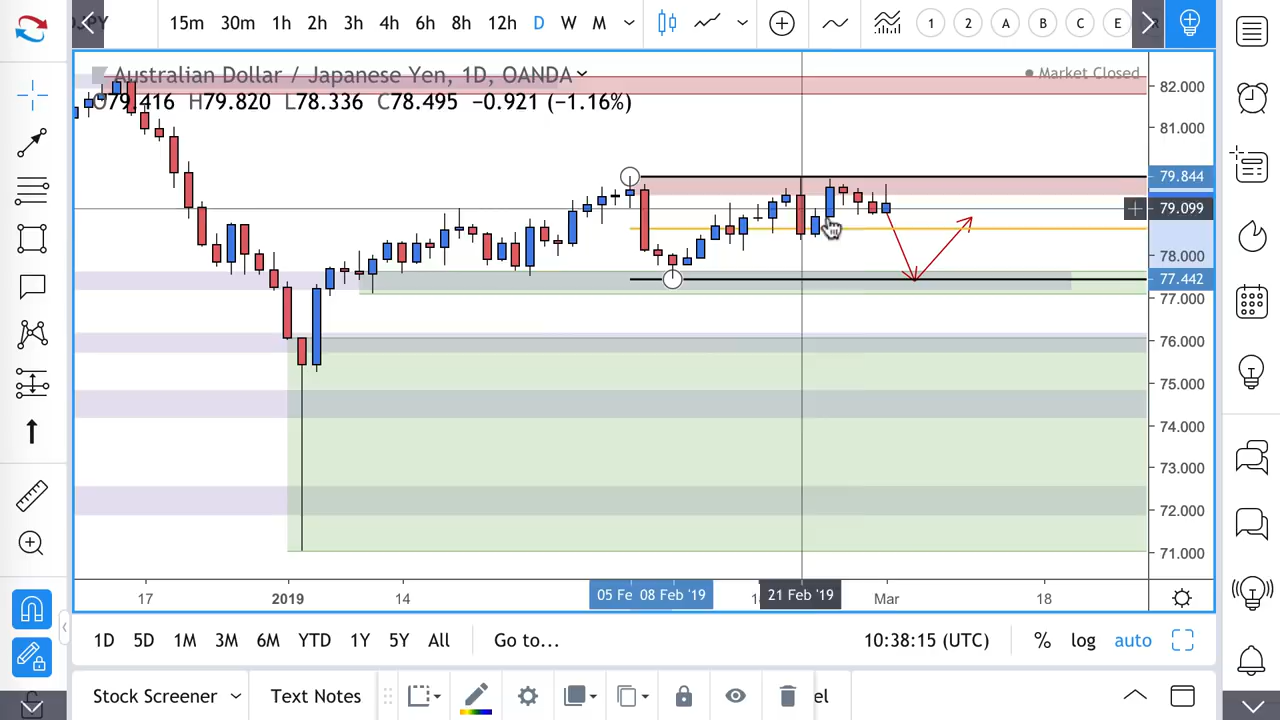 JPY 15m 30m 1h 2h 3h 4h 6h 8h 12h D W M 1 2 A B C E
Australian Dollar / Japanese Yen, 1D, OANDA
Market Closed
O79.416 H79.820 L78.336 C78.495 −0.921 (−1.16%)
82.000
81.000
79.844
79.099
78.000
77.442
77.000
76.000
75.000
74.000
73.000
72.000
71.000
17 2019 14 05 Fe 08 Feb '19 21 Feb '19 Mar 18
1D 5D 1M 3M 6M YTD 1Y 5Y All Go to... 10:38:15 (UTC) % log auto
Stock Screener Text Notes el